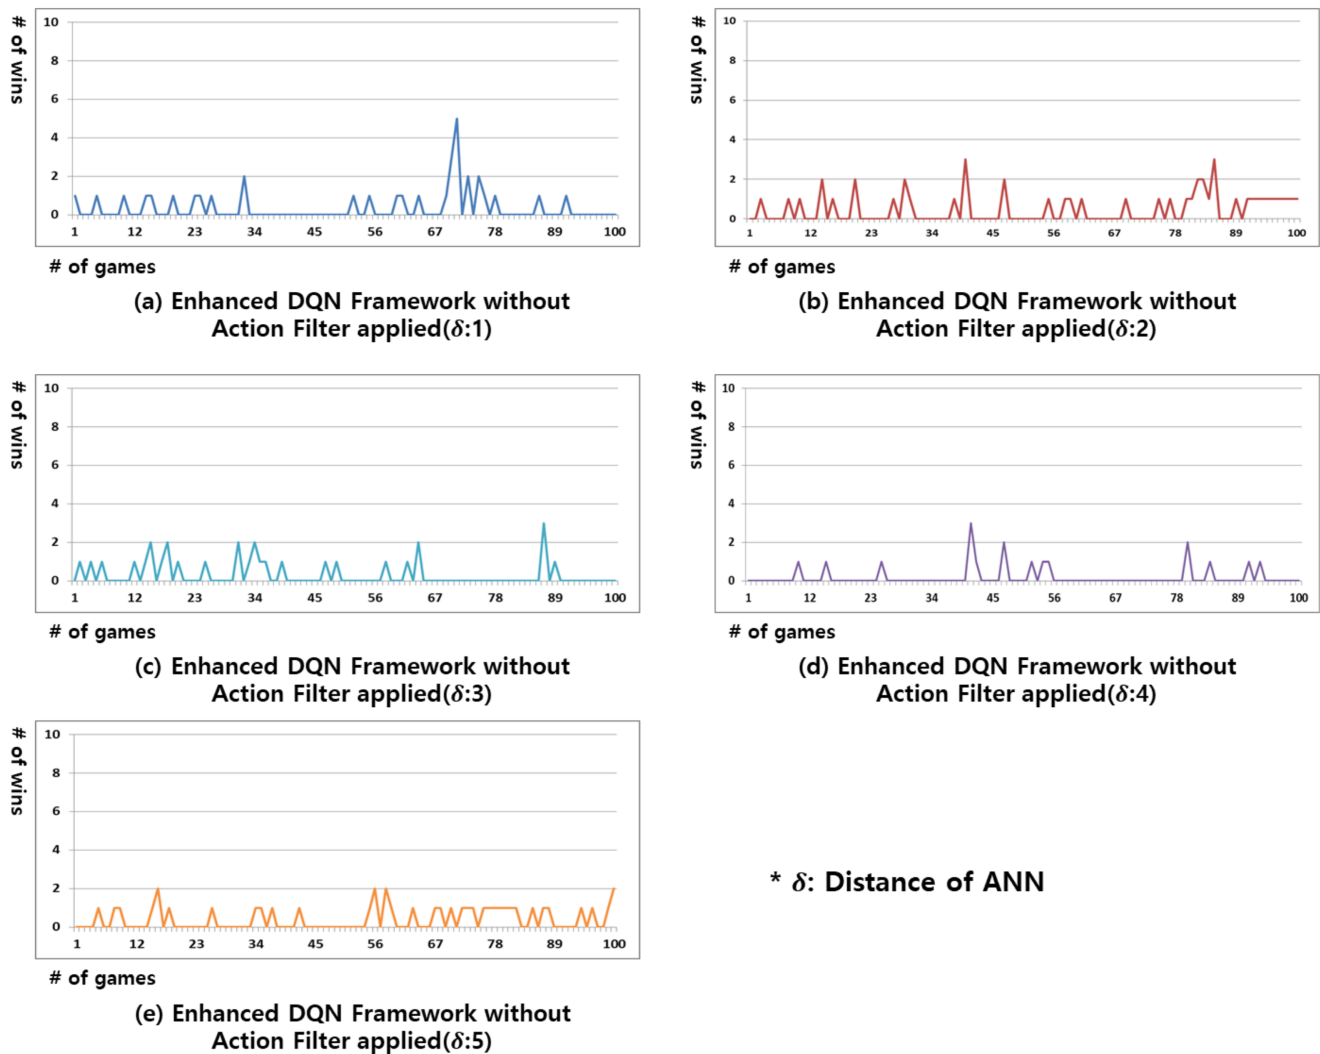 # of wins
10
8
6
4
2
0
1 12 23 34 45 56 67 78 89 100
# of games
(a) Enhanced DQN Framework without
Action Filter applied(δ:1)
# of wins
10
8
6
4
2
0
1 12 23 34 45 56 67 78 89 100
# of games
(b) Enhanced DQN Framework without
Action Filter applied(δ:2)
# of wins
10
8
6
4
2
0
1 12 23 34 45 56 67 78 89 100
# of games
(c) Enhanced DQN Framework without
Action Filter applied(δ:3)
# of wins
10
8
6
4
2
0
1 12 23 34 45 56 67 78 89 100
# of games
(d) Enhanced DQN Framework without
Action Filter applied(δ:4)
# of wins
10
8
6
4
2
0
1 12 23 34 45 56 67 78 89 100
# of games
(e) Enhanced DQN Framework without
Action Filter applied(δ:5)
* δ: Distance of ANN